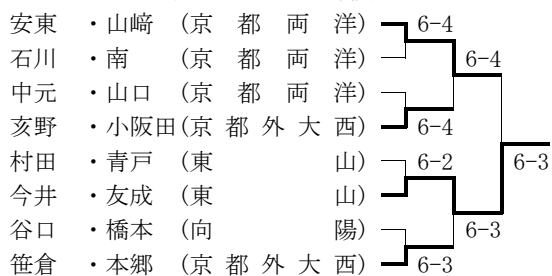 安東 ・山﨑 (京都両洋) 6-4
石川 ・南 (京都両洋) 6-4
中元 ・山口 (京都両洋)
亥野 ・小阪田(京都外大西) 6-4
村田 ・青戸 (東山) 6-2 6-3
今井 ・友成 (東山)
谷口 ・橋本 (向陽) 6-3
笹倉 ・本郷 (京都外大西) 6-3